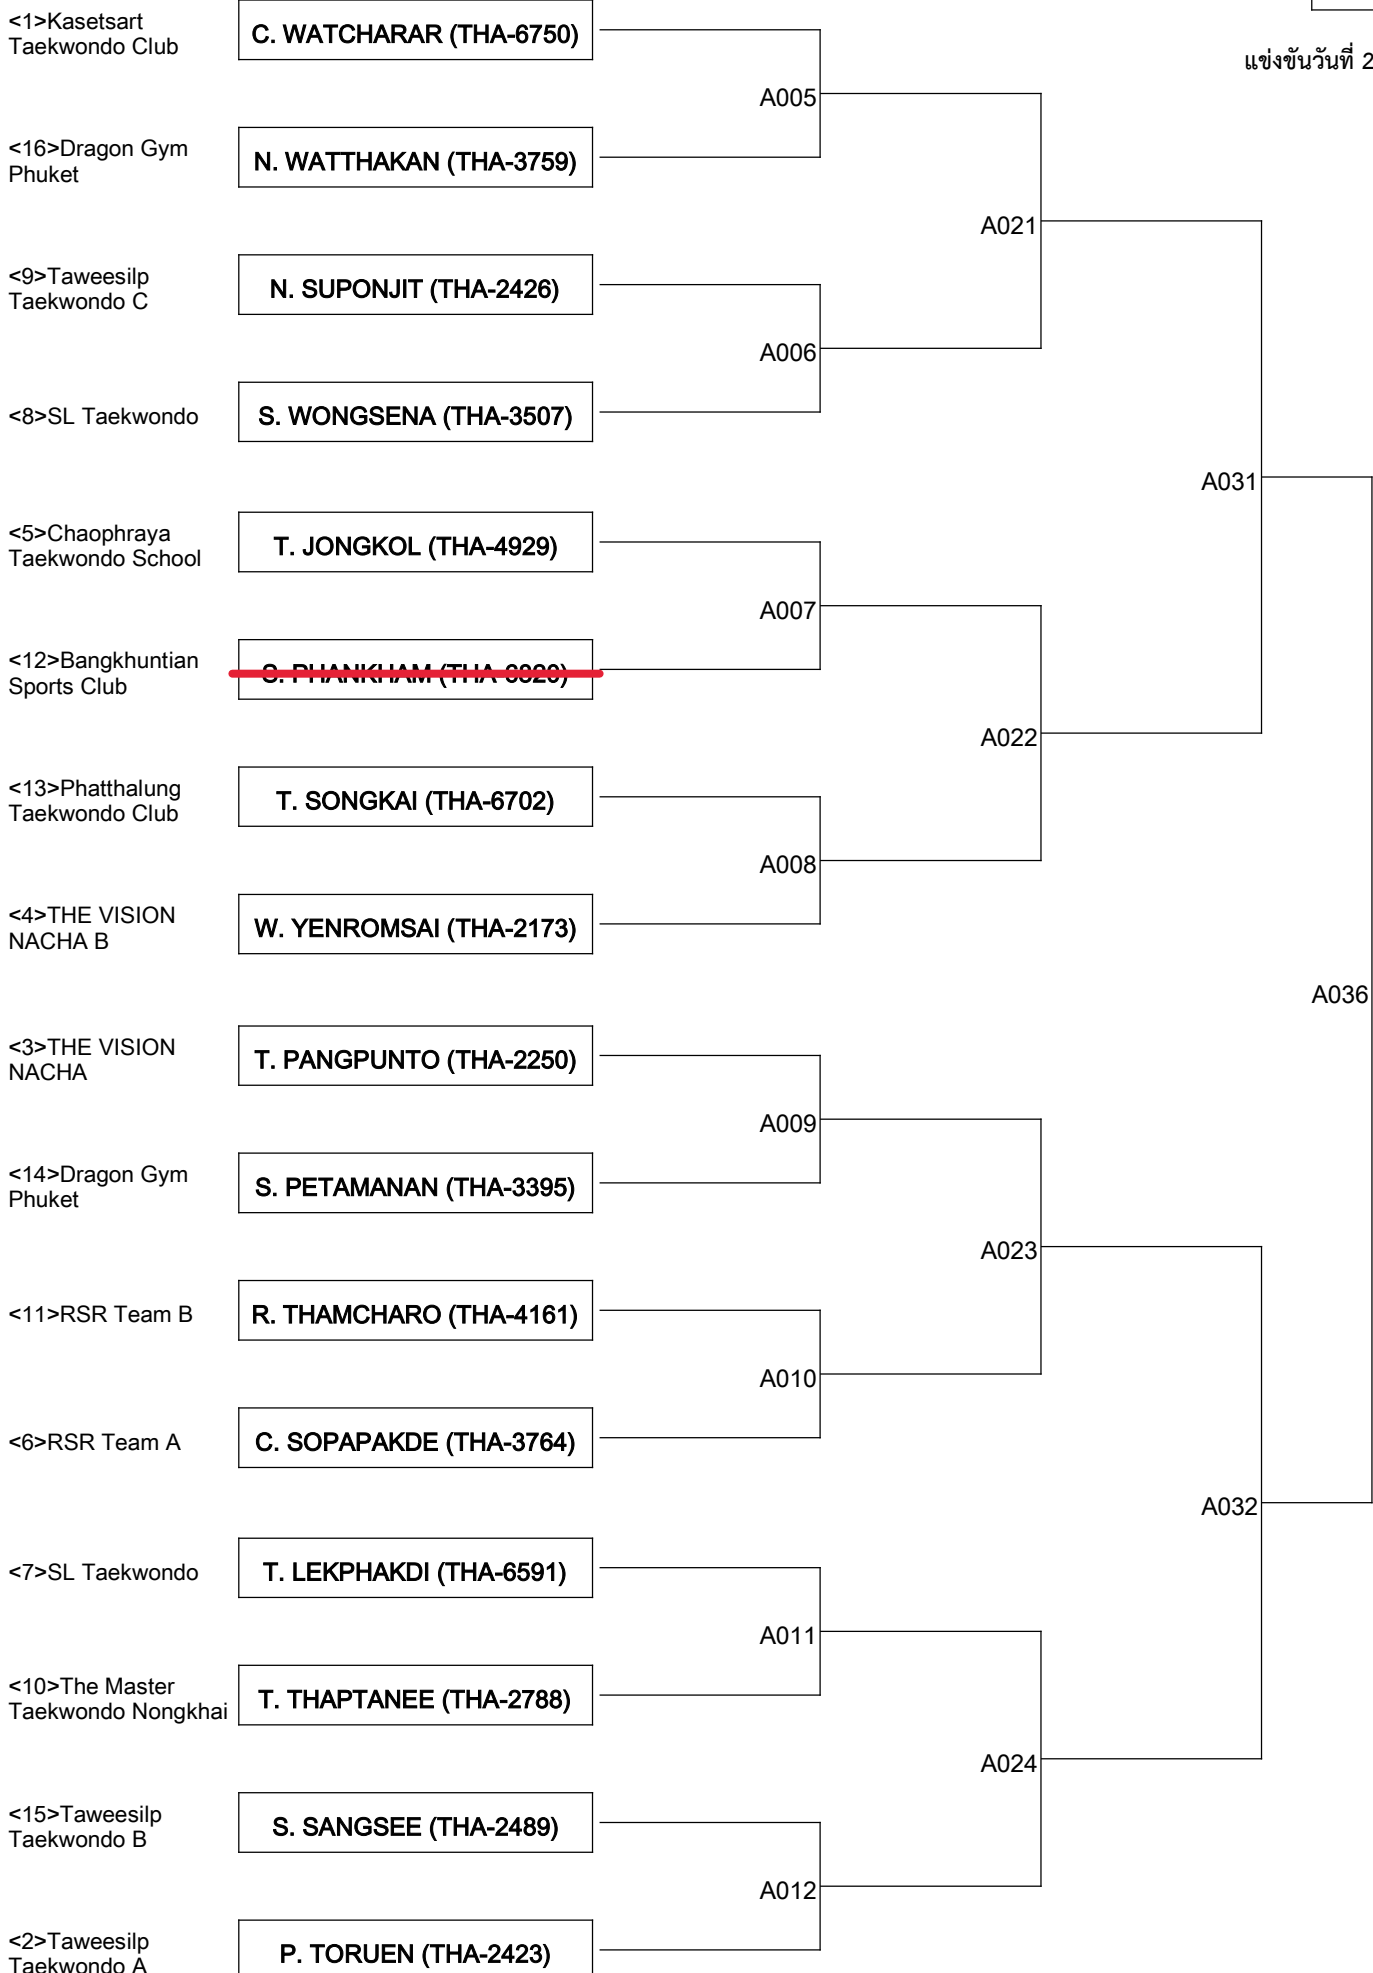 <1>Kasetsart
Taekwondo Club
C. WATCHARAR (THA-6750)
แข่งขันวันที่ 2
A005
<16>Dragon Gym
Phuket
N. WATTHAKAN (THA-3759)
A021
<9>Taweesilp
Taekwondo C
N. SUPONJIT (THA-2426)
A006
<8>SL Taekwondo
S. WONGSENA (THA-3507)
A031
<5>Chaophraya
Taekwondo School
T. JONGKOL (THA-4929)
A007
<12>Bangkhuntian
Sports Club
S. PHANKHAM
A022
<13>Phatthalung
Taekwondo Club
T. SONGKAI (THA-6702)
A008
<4>THE VISION
NACHA B
W. YENROMSAI (THA-2173)
A036
<3>THE VISION
NACHA
T. PANGPUNTO (THA-2250)
A009
<14>Dragon Gym
Phuket
S. PETAMANAN (THA-3395)
A023
<11>RSR Team B
R. THAMCHARO (THA-4161)
A010
<6>RSR Team A
C. SOPAPAKDE (THA-3764)
A032
<7>SL Taekwondo
T. LEKPHAKDI (THA-6591)
A011
<10>The Master
Taekwondo Nongkhai
T. THAPTANEE (THA-2788)
A024
<15>Taweesilp
Taekwondo B
S. SANGSEE (THA-2489)
A012
<2>Taweesilp
Taekwondo A
P. TORUEN (THA-2423)